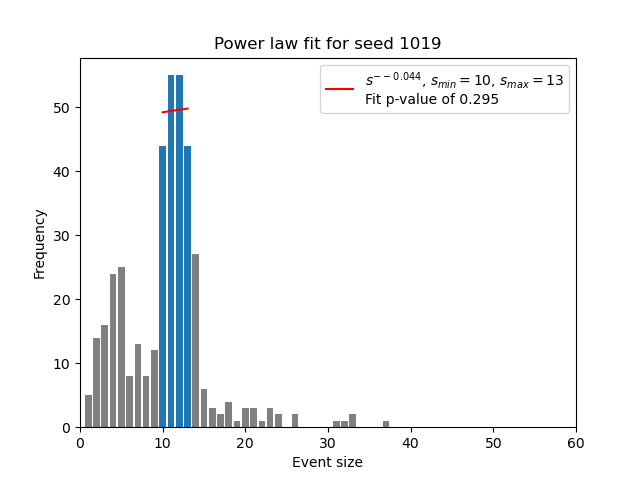 Power law fit for seed 1019
s^{--0.044}, s_{min} = 10, s_{max} = 13
Fit p-value of 0.295
Frequency
50
40
30
20
10
0
0 10 20 30 40 50 60
Event size